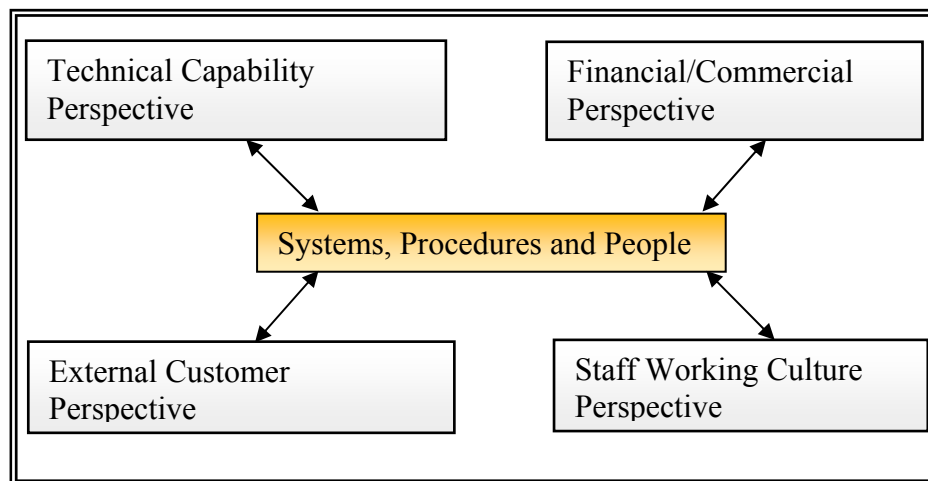 Technical Capability
Perspective
Financial/Commercial
Perspective
Systems, Procedures and People
External Customer
Perspective
Staff Working Culture
Perspective